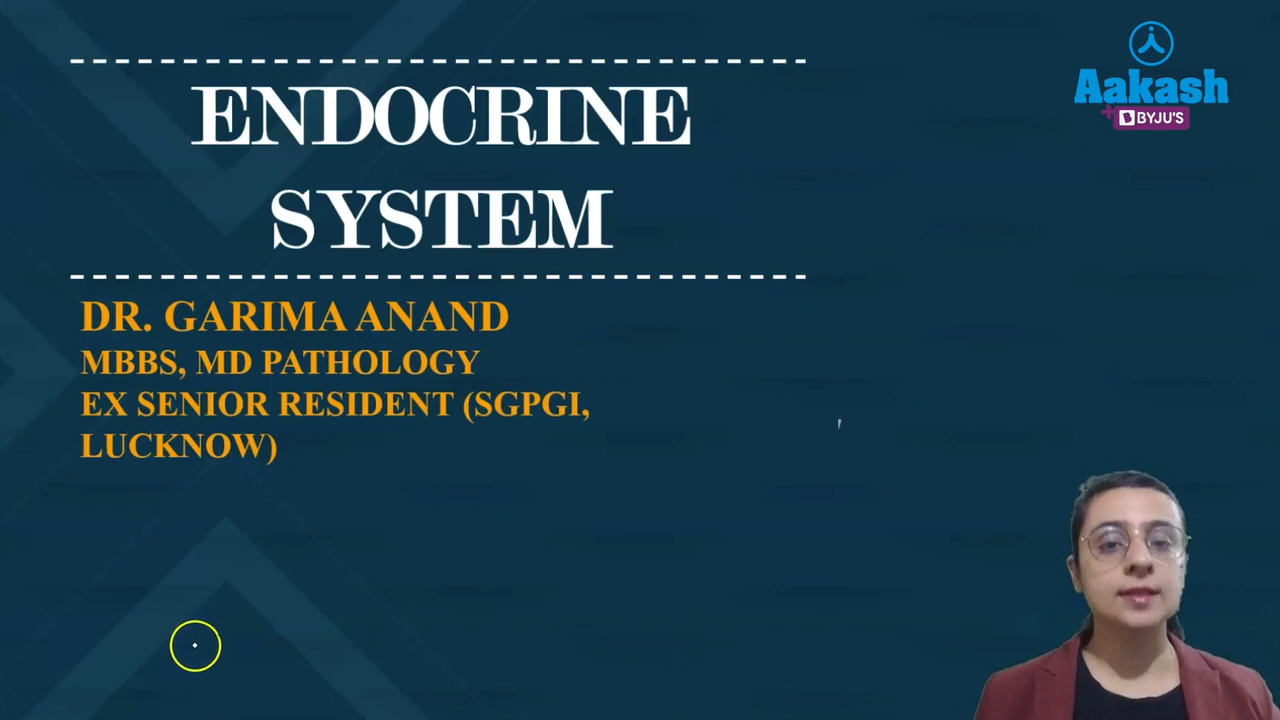 ENDOCRINE
SYSTEM
DR. GARIMA ANAND
MBBS, MD PATHOLOGY
EX SENIOR RESIDENT (SGPGI,
LUCKNOW)
Aakash
+ BYJU'S